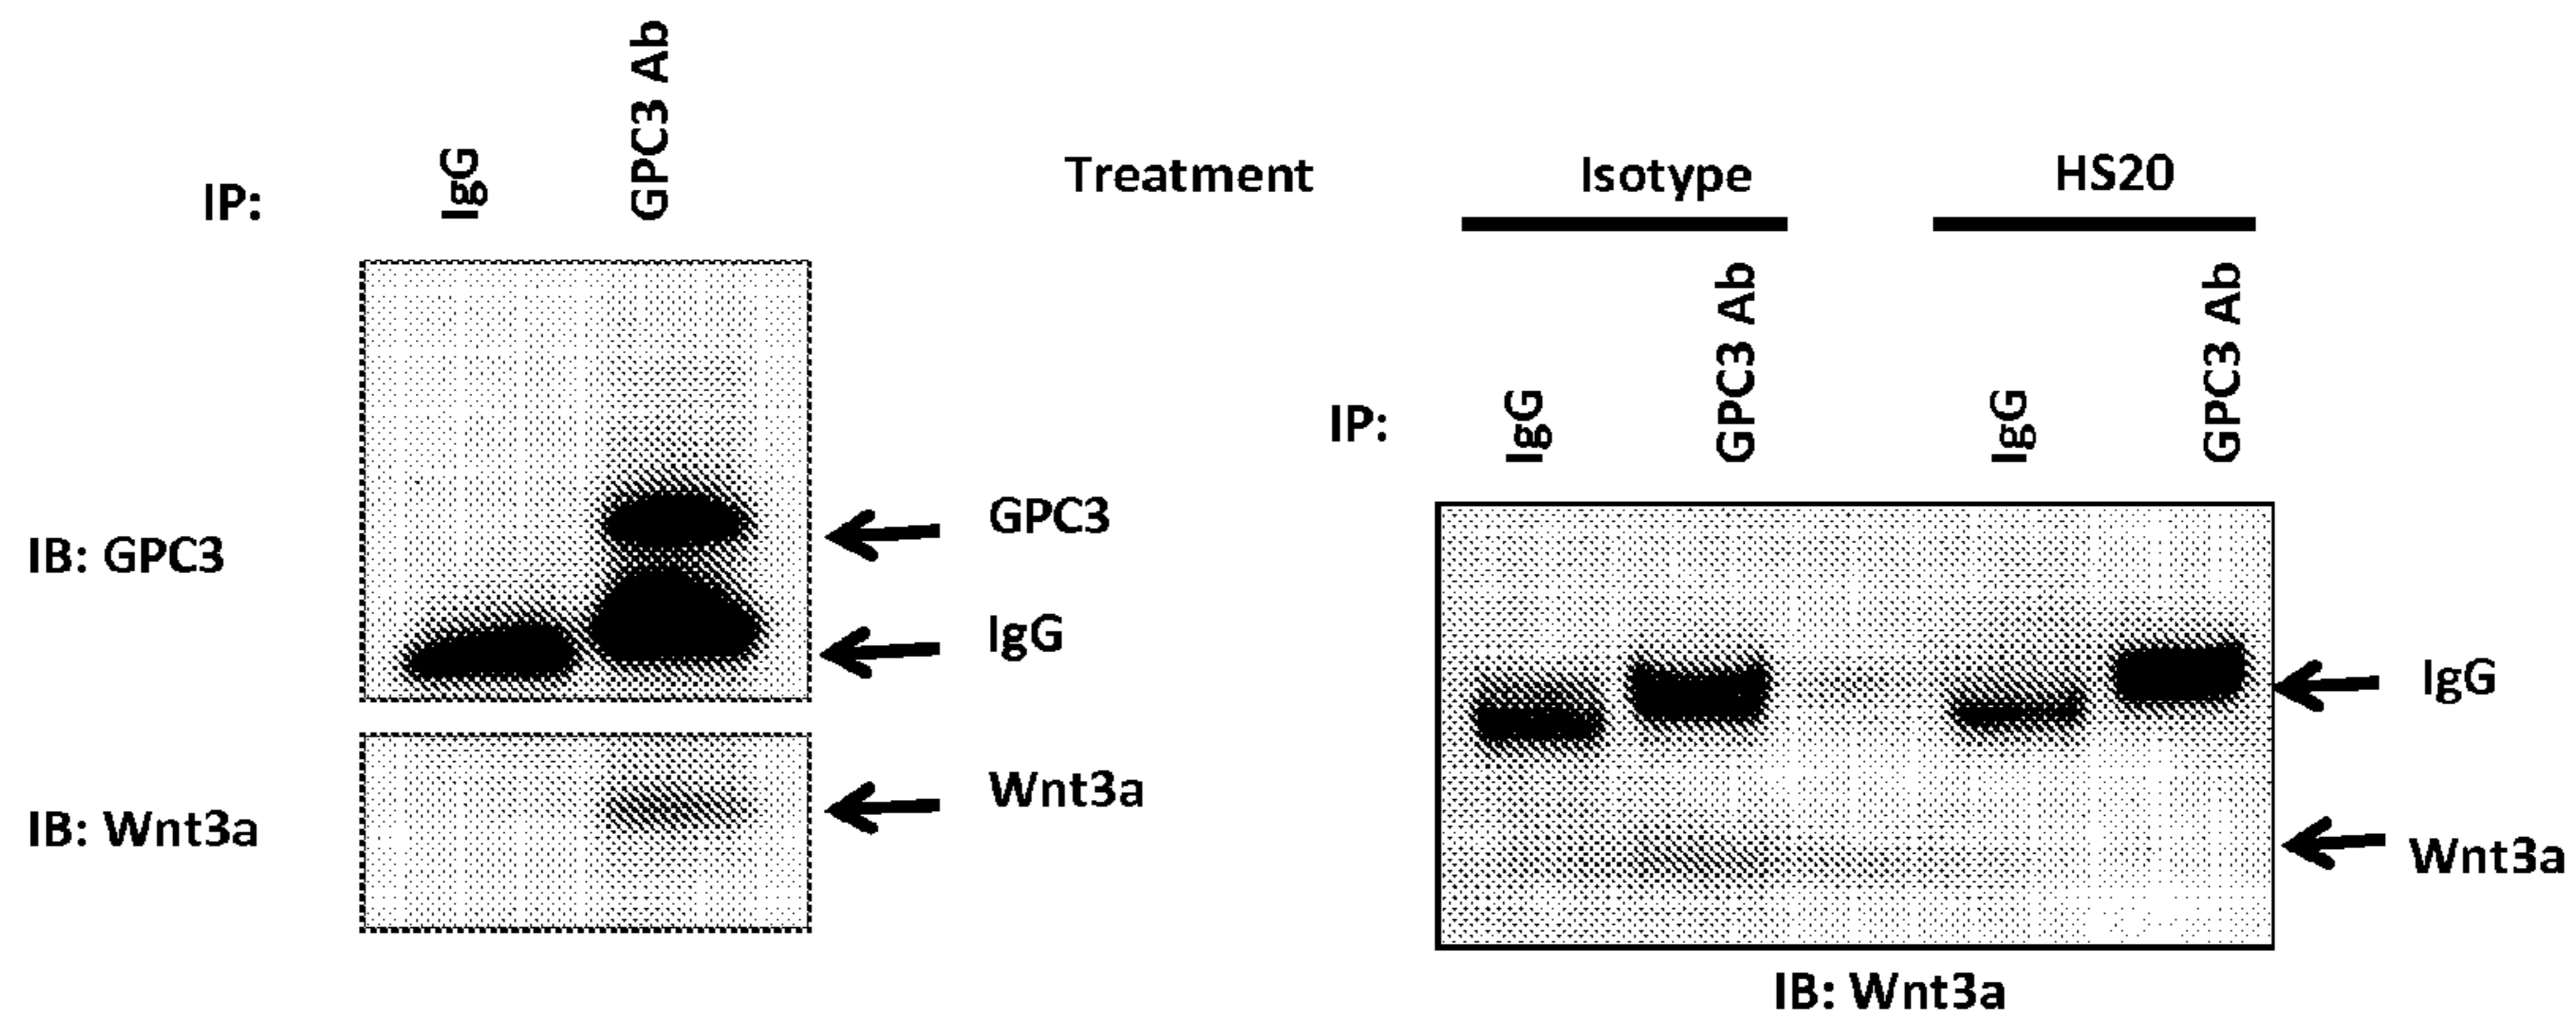 IP:
IgG
GPC3 Ab
IB: GPC3
GPC3
IgG
IB: Wnt3a
Wnt3a
Treatment
Isotype
HS20
IP:
IgG
GPC3 Ab
IgG
GPC3 Ab
IgG
Wnt3a
IB: Wnt3a